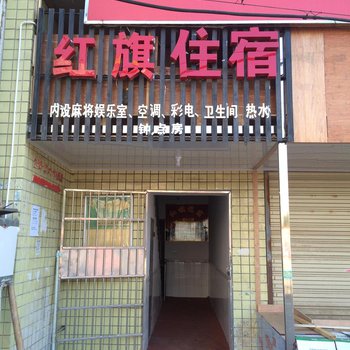 红旗住宿
内设麻将娱乐室、空调、彩电、卫生间 热水
钟点房